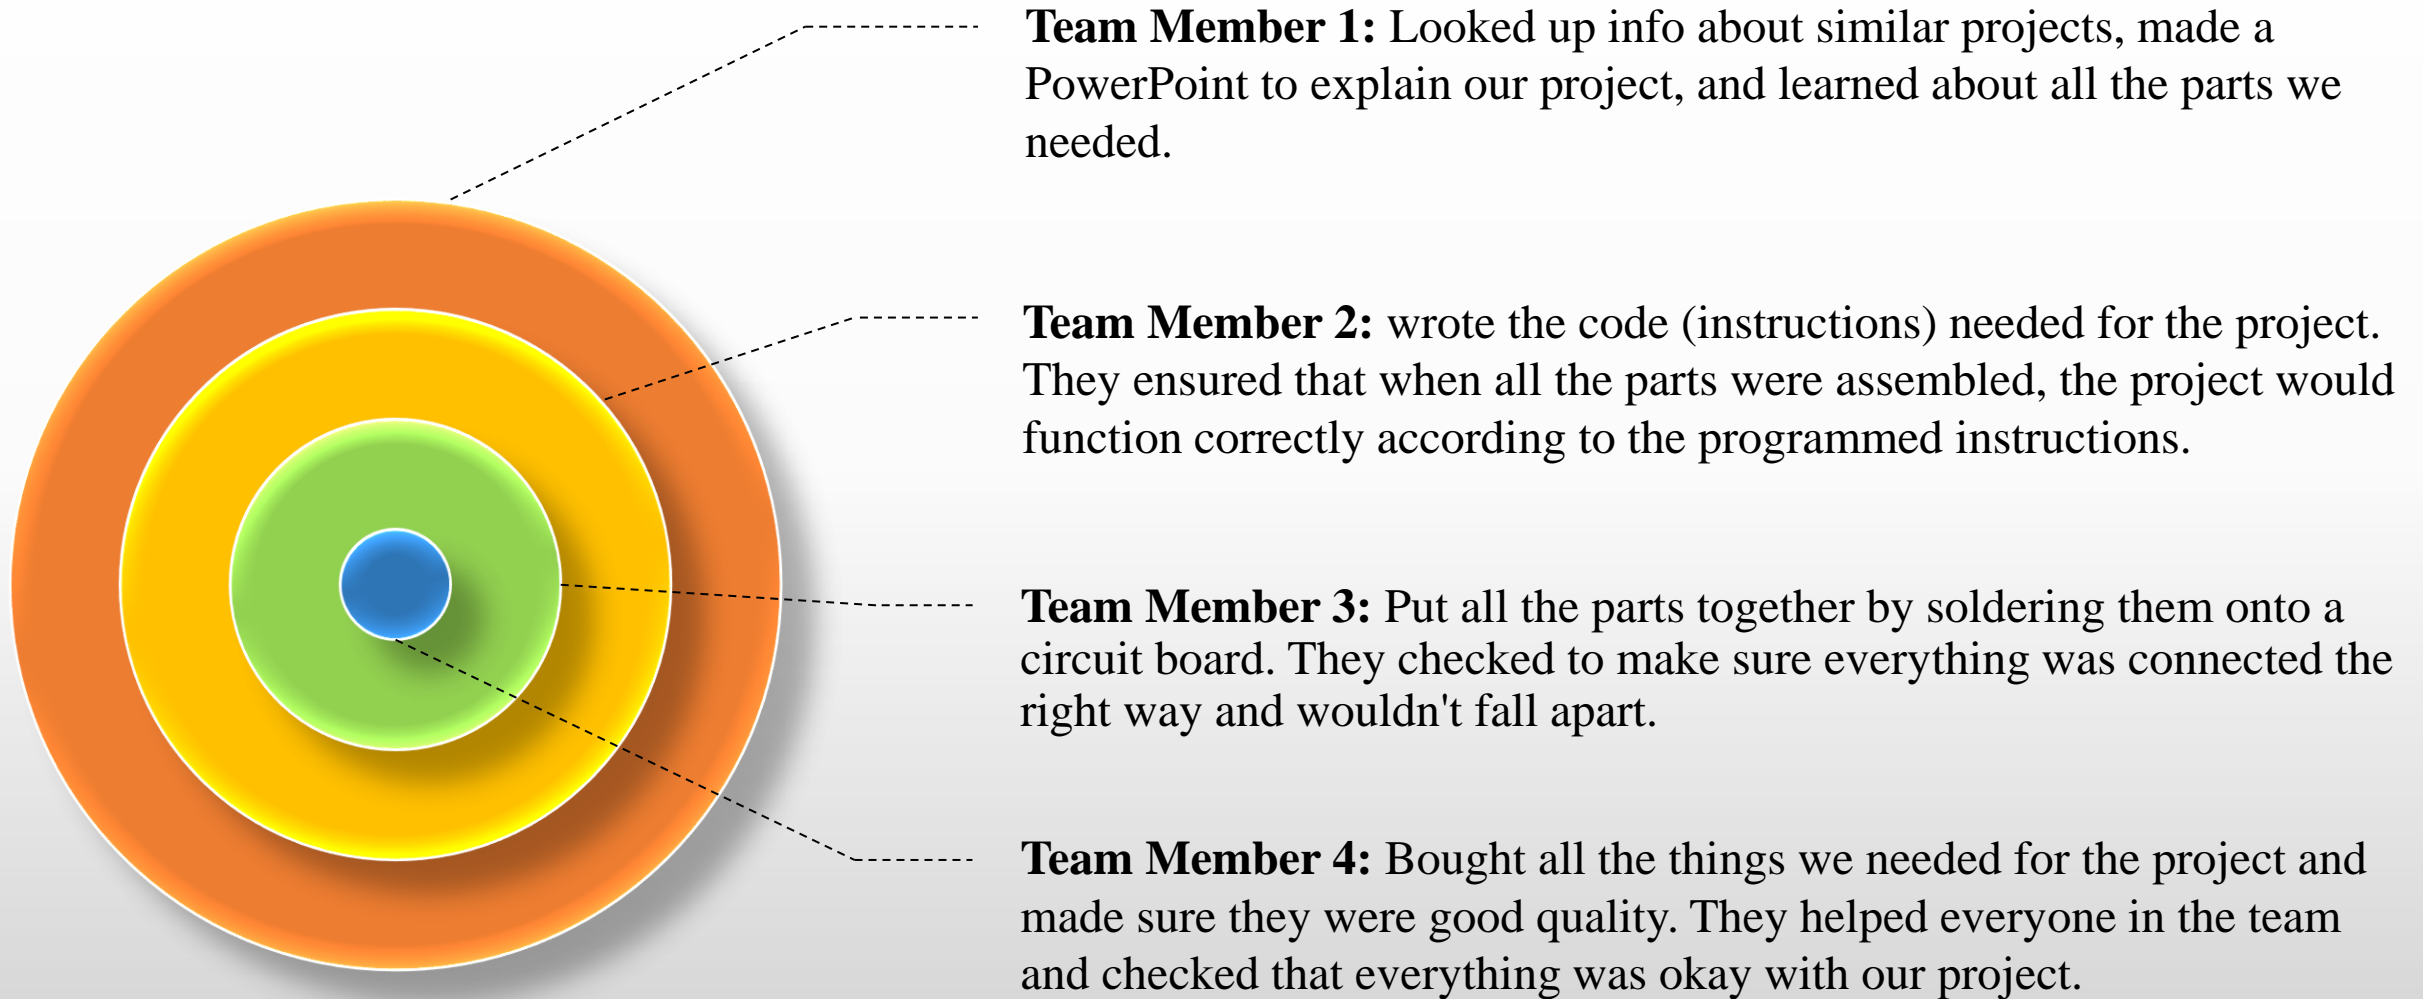 Team Member 1: Looked up info about similar projects, made a
PowerPoint to explain our project, and learned about all the parts we
needed.
Team Member 2: wrote the code (instructions) needed for the project.
They ensured that when all the parts were assembled, the project would
function correctly according to the programmed instructions.
Team Member 3: Put all the parts together by soldering them onto a
circuit board. They checked to make sure everything was connected the
right way and wouldn't fall apart.
Team Member 4: Bought all the things we needed for the project and
made sure they were good quality. They helped everyone in the team
and checked that everything was okay with our project.